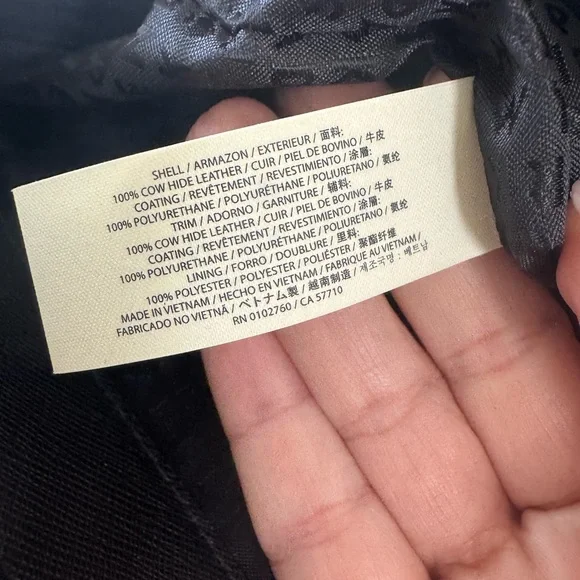 SHELL / ARMAZON / EXTERIEUR / 面料:
100% COW HIDE LEATHER / CUIR / PIEL DE BOVINO / 牛皮
COATING / REVÊTEMENT / REVESTIMIENTO / 涂層:
100% POLYURETHANE / POLYURÉTHANE / POLIURETANO / 氨纶
TRIM / ADORNO / GARNITURE / 辅料:
100% COW HIDE LEATHER / CUIR / PIEL DE BOVINO / 牛皮
COATING / REVÊTEMENT / REVESTIMIENTO / 涂層:
100% POLYURETHANE / POLYURÉTHANE / POLIURETANO / 氨纶
LINING / FORRO / DOUBLURE / 里料:
100% POLYESTER / POLYESTER / POLIÉSTER / 聚酯纤维
MADE IN VIETNAM / HECHO EN VIETNAM / FABRIQUE AU VIETNAM /
FABRICADO NO VIETNÃ / ベトナム製 / 越南制造 / 제조국명 : 베트남
RN 0102760 / CA 57710